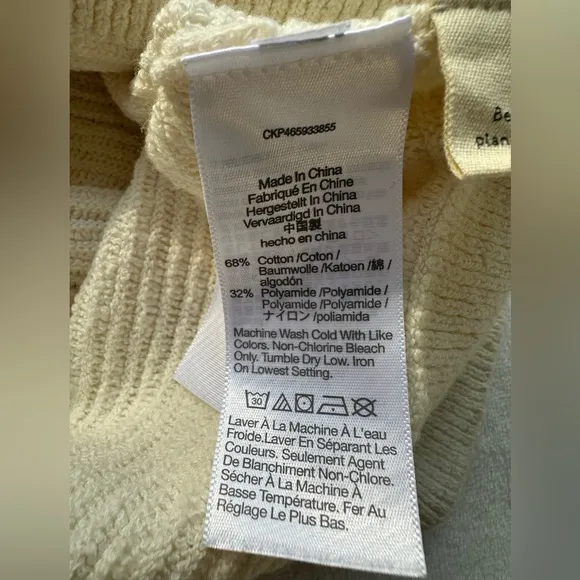 CKP465933855
Made In China
Fabriqué En Chine
Hergestellt In China
Vervaardigd In China
中国製
hecho en china
68% Cotton /Coton /
Baumwolle /Katoen /綿 /
algodón
32% Polyamide /Polyamide /
Polyamide /Polyamide /
ナイロン /poliamida
Machine Wash Cold With Like
Colors. Non-Chlorine Bleach
Only. Tumble Dry Low. Iron
On Lowest Setting.
30
Laver À La Machine À L'eau
Froide.Laver En Séparant Les
Couleurs. Seulement Agent
De Blanchiment Non-Chlore.
Sécher À La Machine À
Basse Température. Fer Au
Réglage Le Plus Bas.